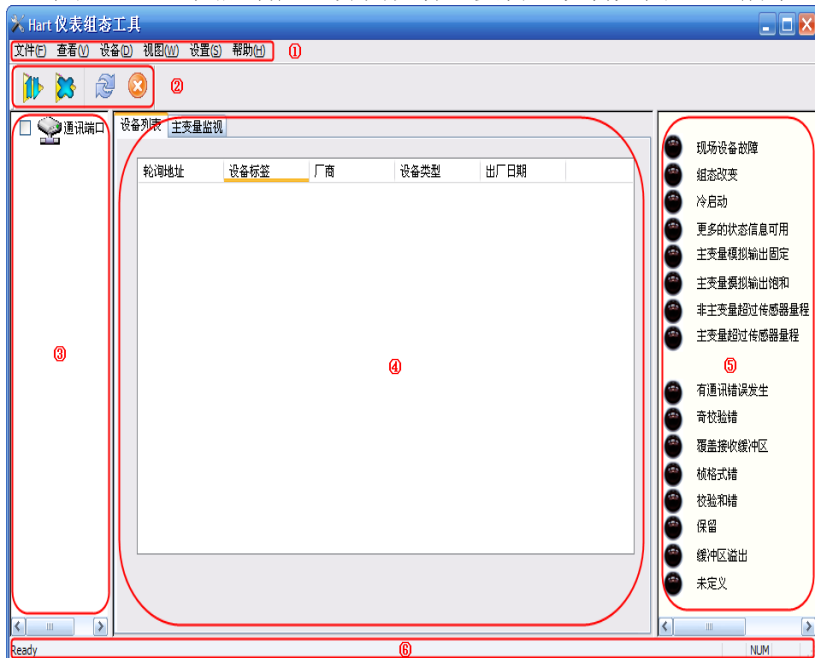 Hart 仪表组态工具
文件(F) 查看(V) 设备(D) 视图(W) 设置(S) 帮助(H) ①
②
通讯端口
③
设备列表 主变量监视
轮询地址 设备标签 厂商 设备类型 出厂日期
④
现场设备故障
组态改变
冷启动
更多的状态信息可用
主变量模拟输出固定
主变量摸拟输出饱和
非主变量超过传感器量程
主变量超过传感器量程
⑤
有通讯错误发生
奇校验错
覆盖接收缓冲区
桢格式错
校验和错
保留
缓冲区溢出
未定义
Ready ⑥ NUM